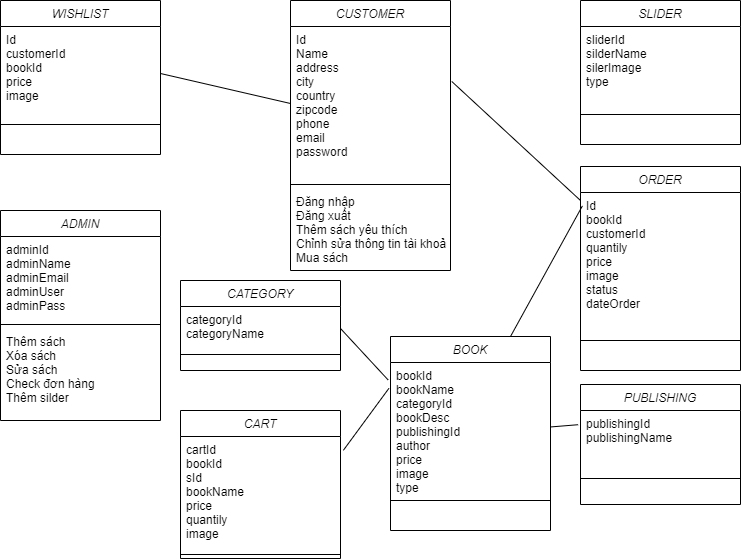 WISHLIST
Id
customerId
bookId
price
image
CUSTOMER
Id
Name
address
city
country
zipcode
phone
email
password
Đăng nhập
Đăng xuất
Thêm sách yêu thích
Chỉnh sửa thông tin tài khoả
Mua sách
SLIDER
sliderId
silderName
silerImage
type
ORDER
Id
bookId
customerId
quantily
price
image
status
dateOrder
ADMIN
adminId
adminName
adminEmail
adminUser
adminPass
Thêm sách
Xóa sách
Sửa sách
Check đơn hàng
Thêm silder
CATEGORY
categoryId
categoryName
BOOK
bookId
bookName
categoryId
bookDesc
publishingId
author
price
image
type
PUBLISHING
publishingId
publishingName
CART
cartId
bookId
sId
bookName
price
quantily
image